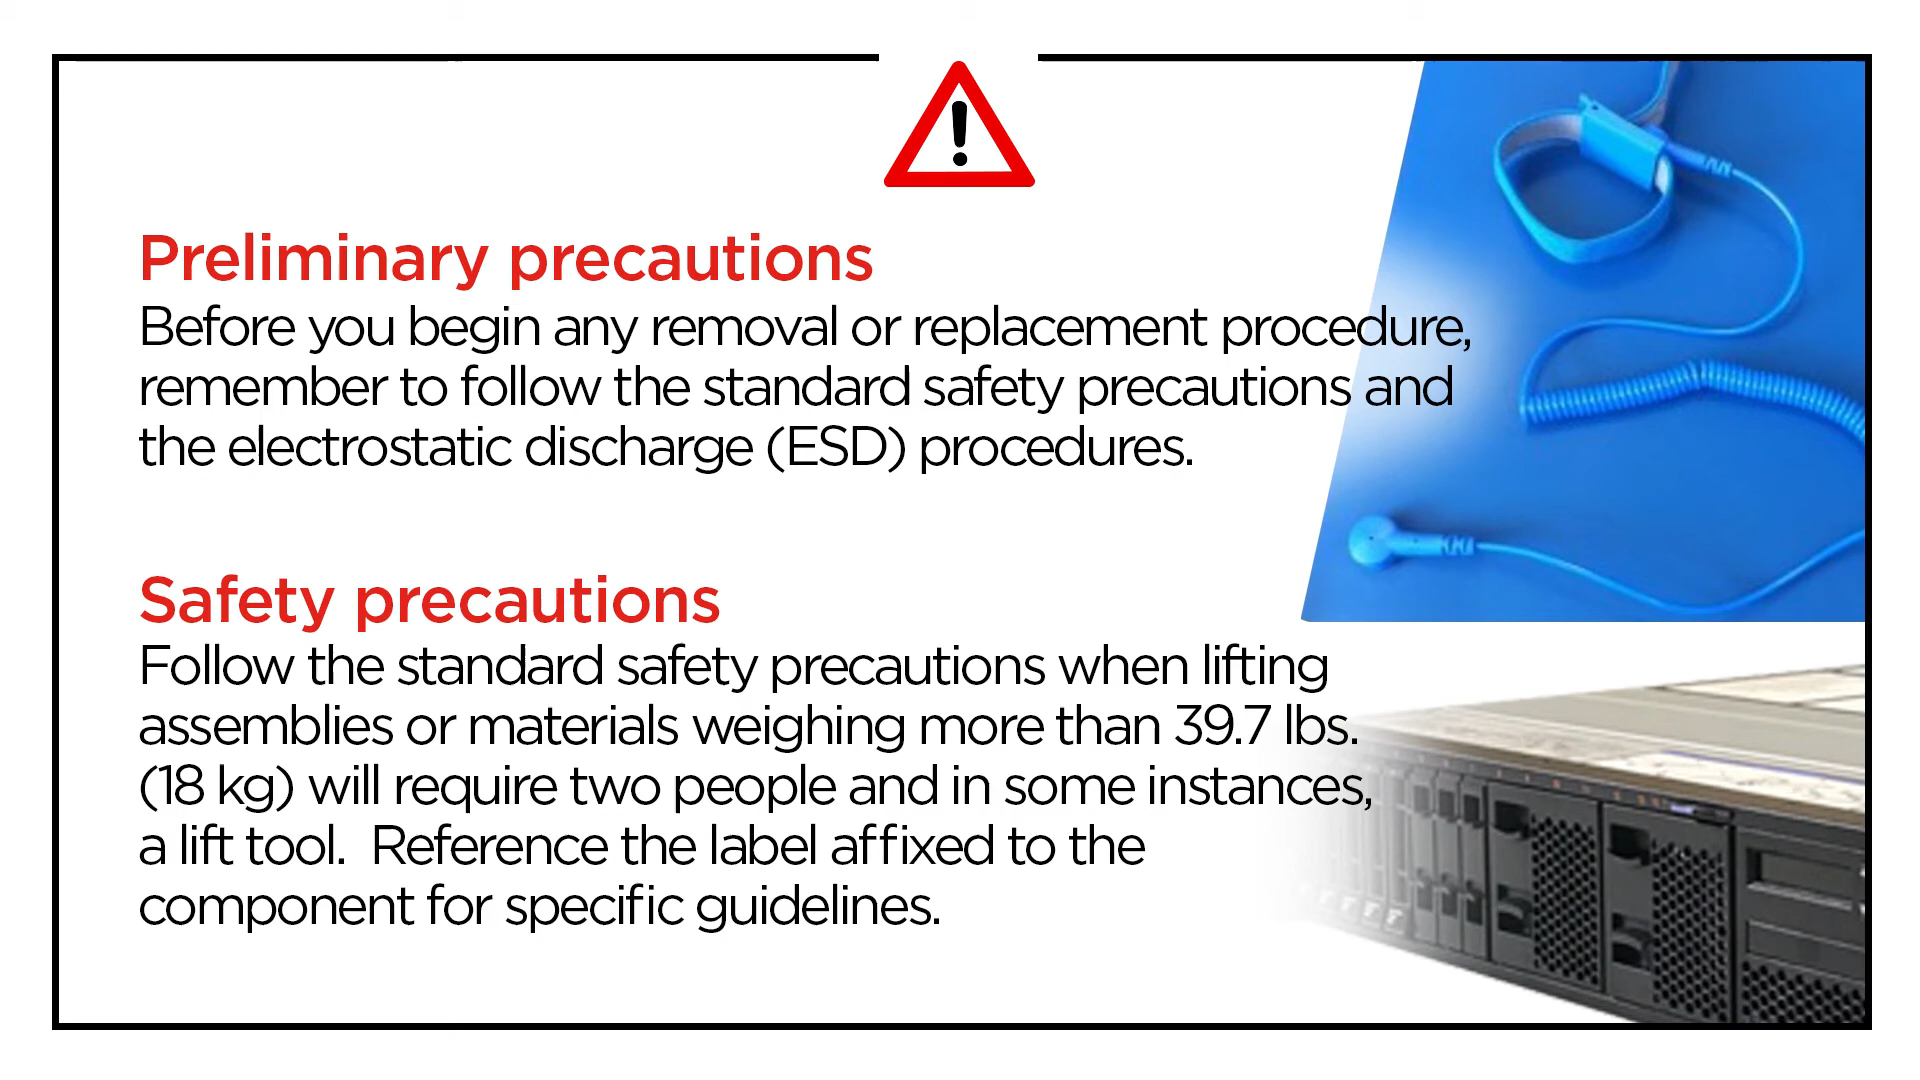 Preliminary precautions
Before you begin any removal or replacement procedure,
remember to follow the standard safety precautions and
the electrostatic discharge (ESD) procedures.
Safety precautions
Follow the standard safety precautions when lifting
assemblies or materials weighing more than 39.7 lbs.
(18 kg) will require two people and in some instances,
a lift tool.  Reference the label affixed to the
component for specific guidelines.